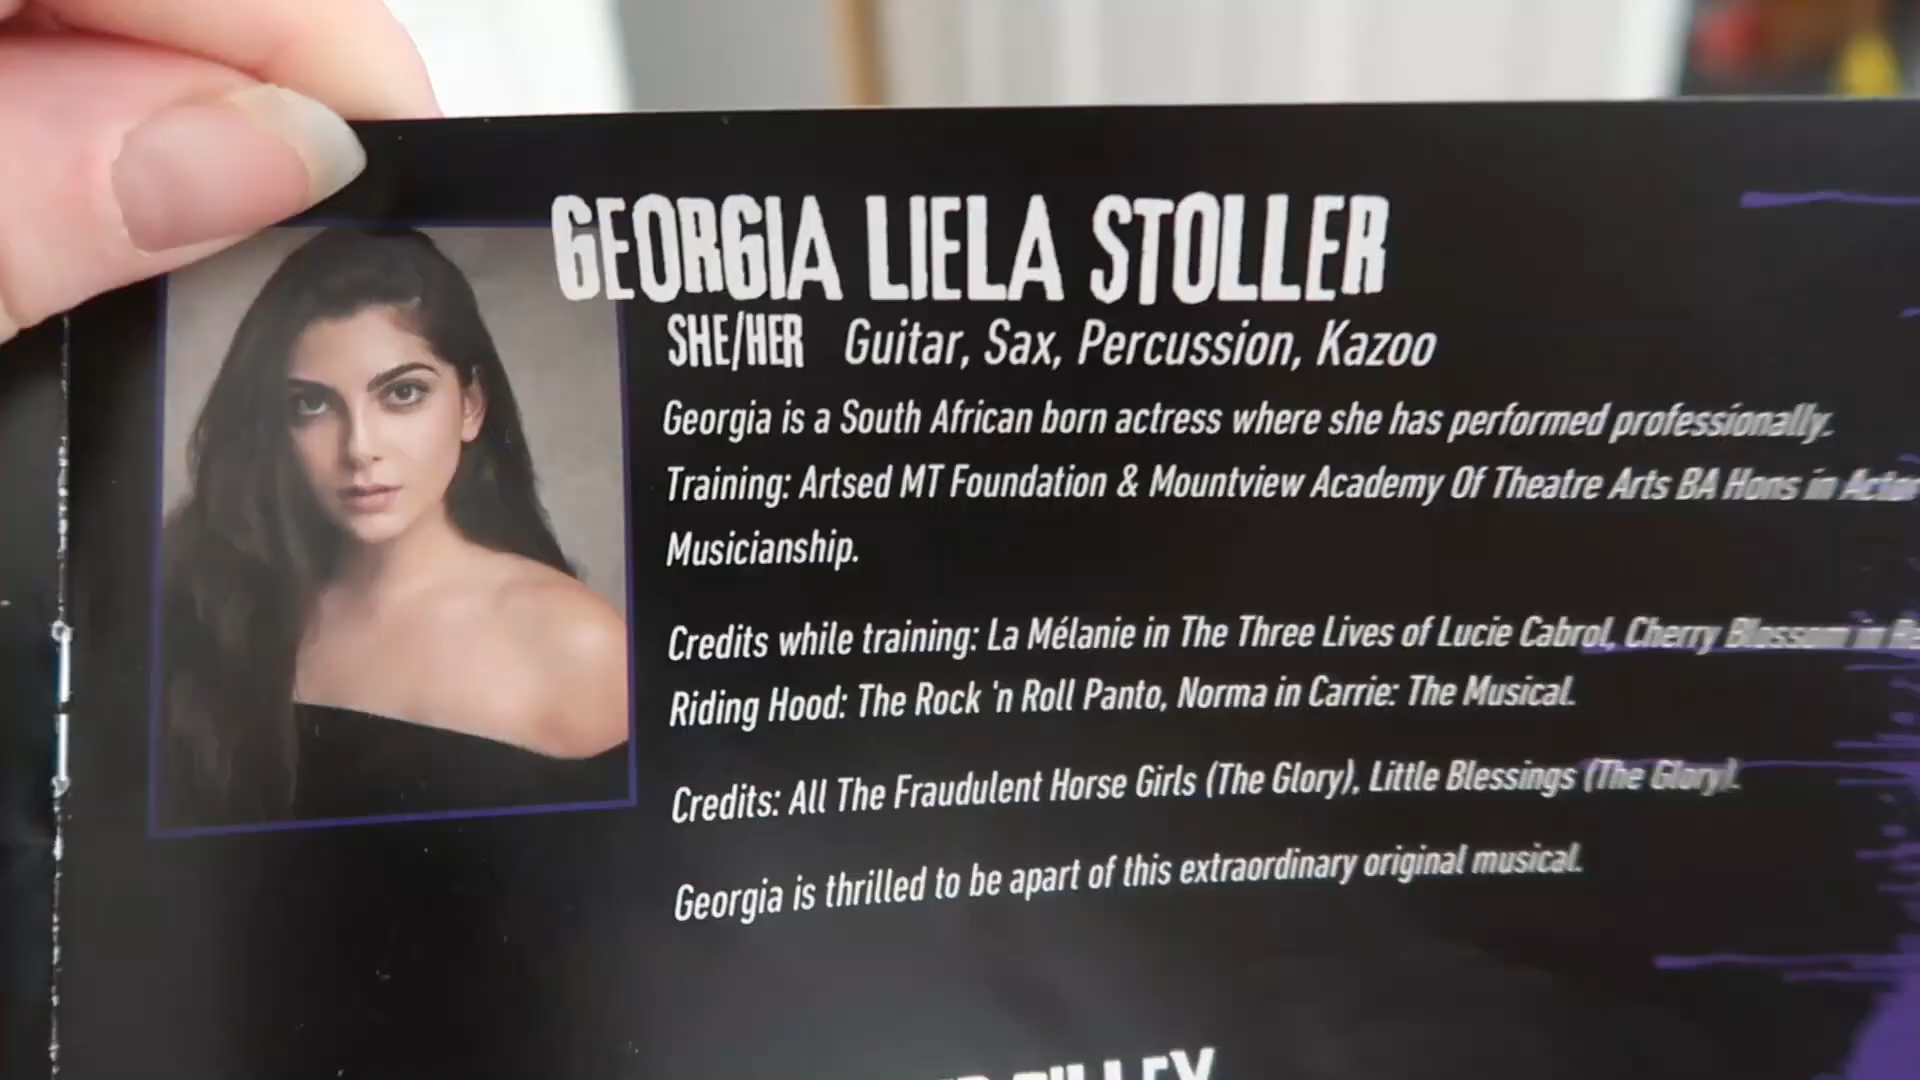 GEORGIA LIELA STOLLER
SHE/HER Guitar, Sax, Percussion, Kazoo
Georgia is a South African born actress where she has performed professionally.
Training: Artsed MT Foundation & Mountview Academy Of Theatre Arts BA Hons in Actor
Musicianship.
Credits while training: La Mélanie in The Three Lives of Lucie Cabrol, Cherry Blossom in
Riding Hood: The Rock 'n Roll Panto, Norma in Carrie: The Musical.
Credits: All The Fraudulent Horse Girls (The Glory), Little Blessings (The Glory).
Georgia is thrilled to be apart of this extraordinary original musical.